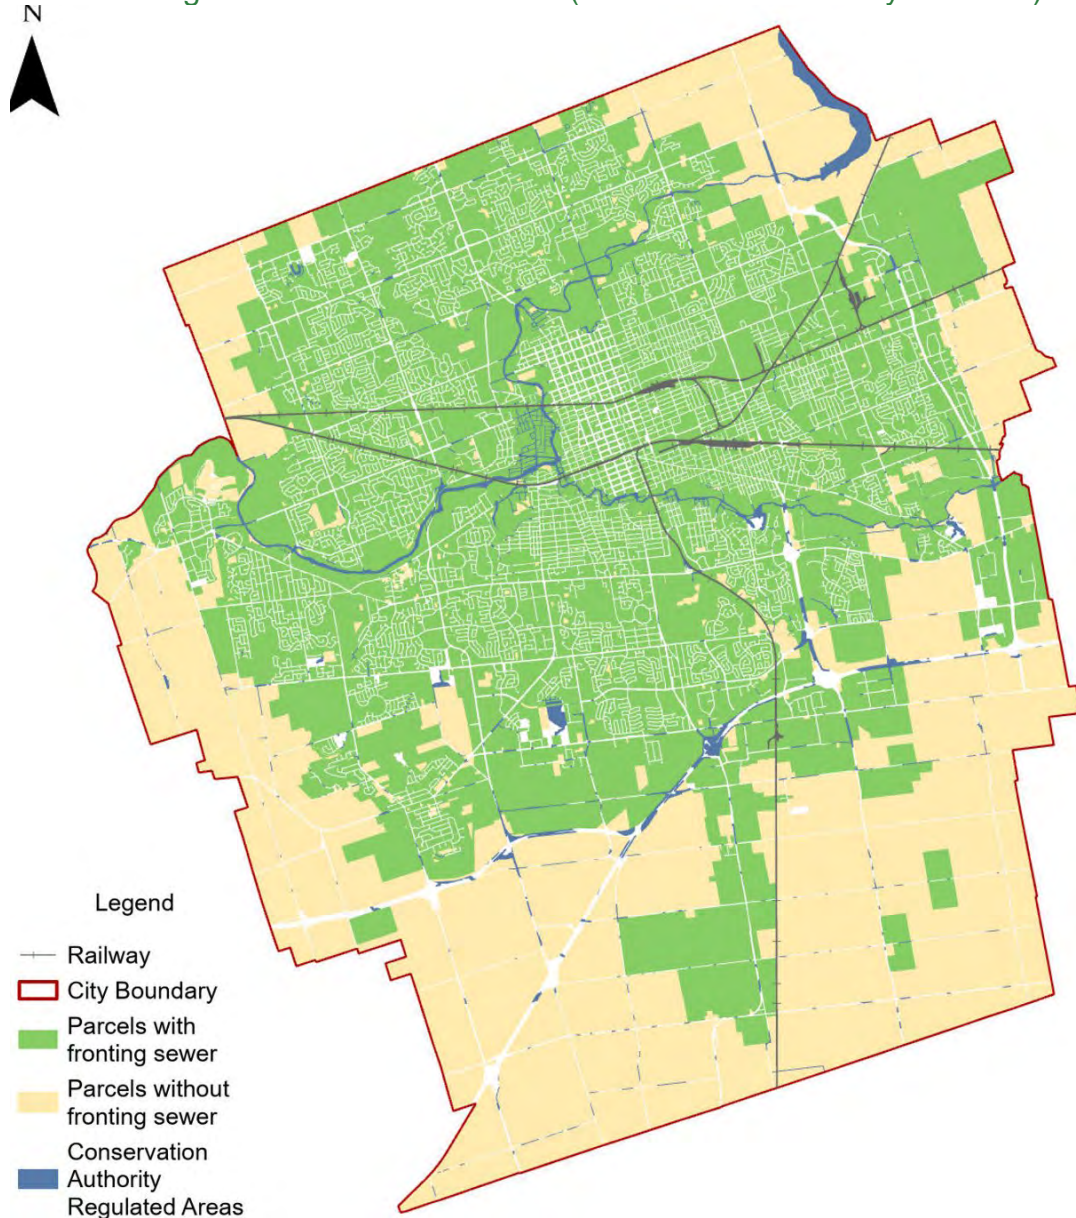 N
Legend
Railway
City Boundary
Parcels with
fronting sewer
Parcels without
fronting sewer
Conservation
Authority
Regulated Areas